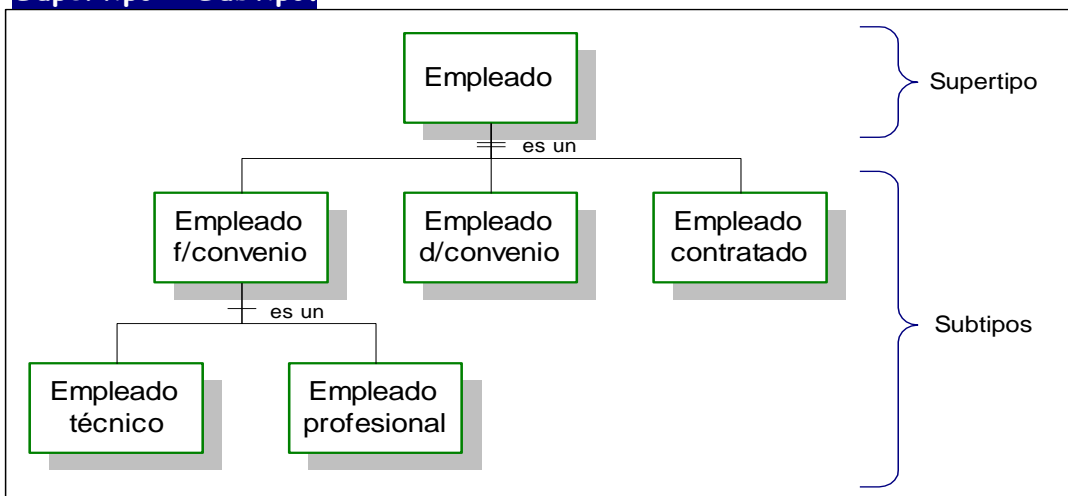 Empleado
Supertipo
es un
Empleado
f/convenio
Empleado
d/convenio
Empleado
contratado
es un
Subtipos
Empleado
técnico
Empleado
profesional